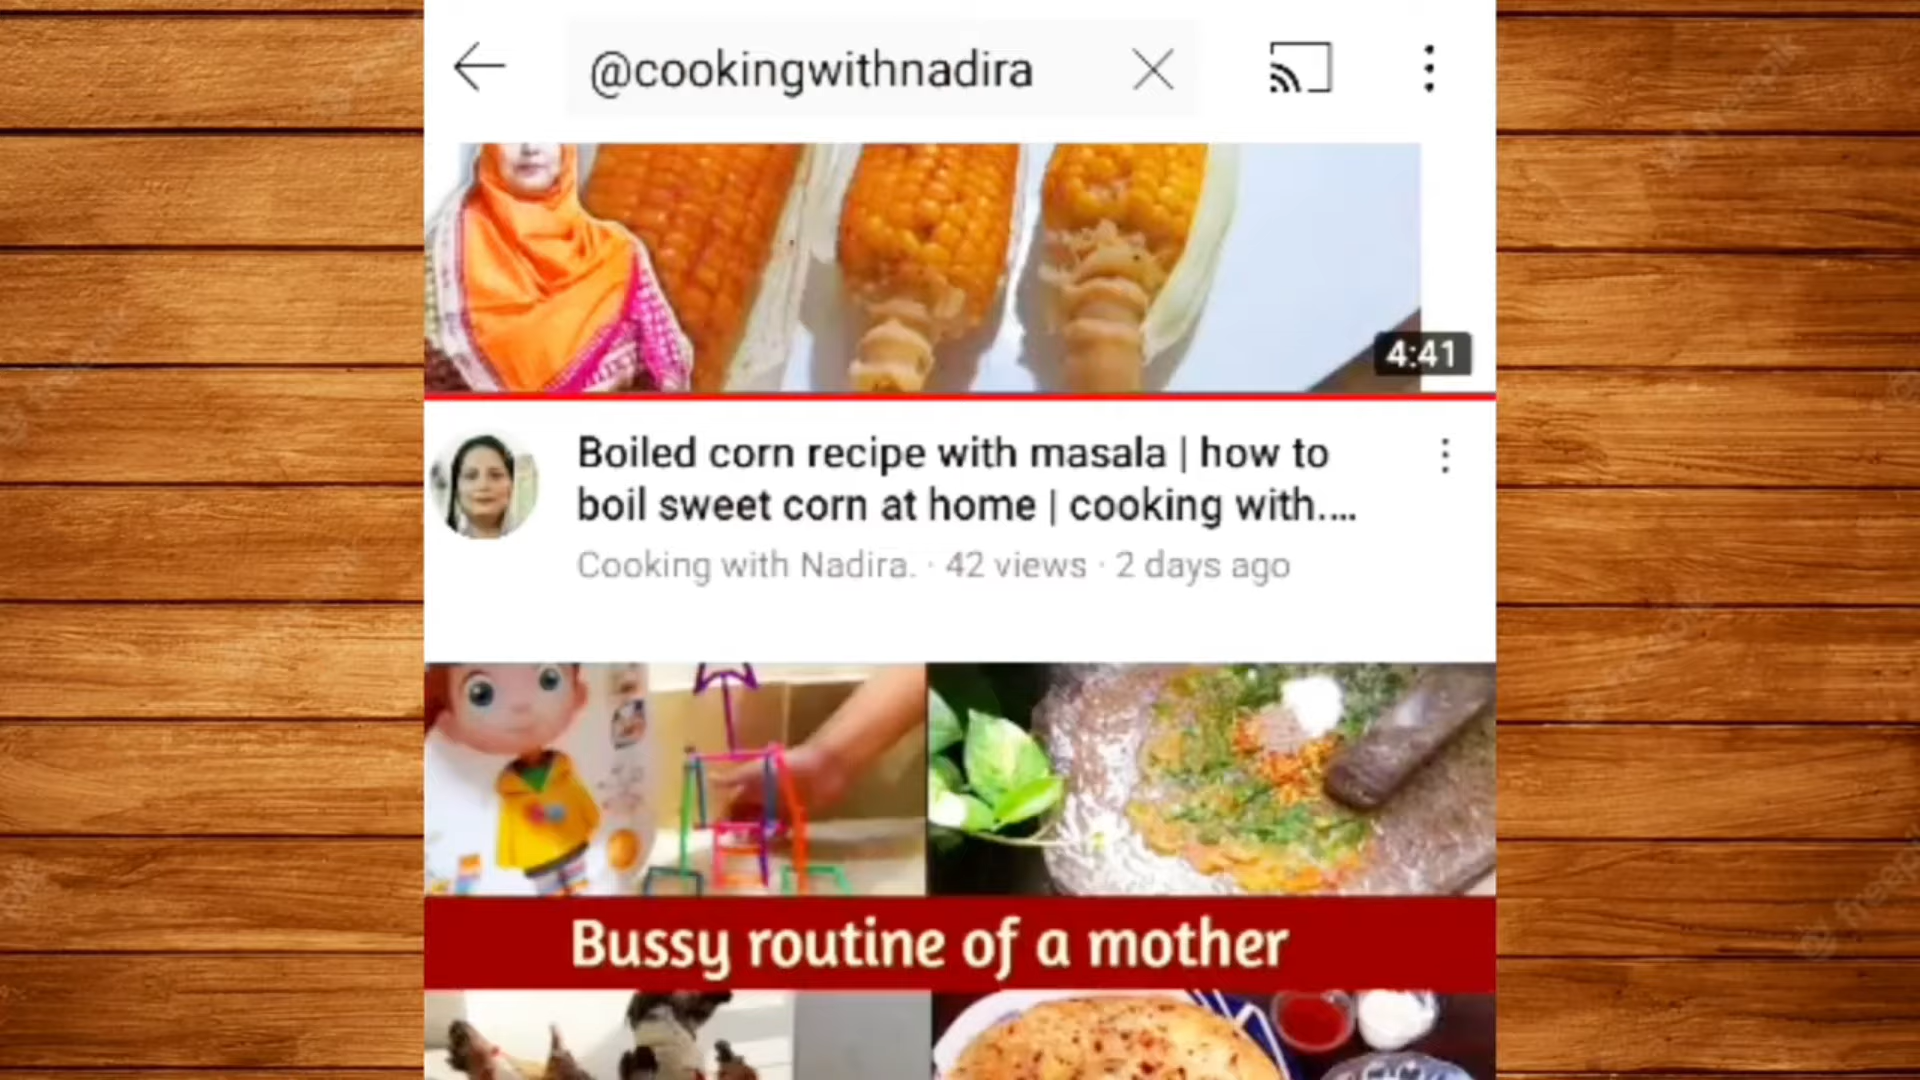 @cookingwithnadira
4:41
Boiled corn recipe with masala | how to
boil sweet corn at home | cooking with....
Cooking with Nadira. · 42 views · 2 days ago
Bussy routine of a mother
freepik